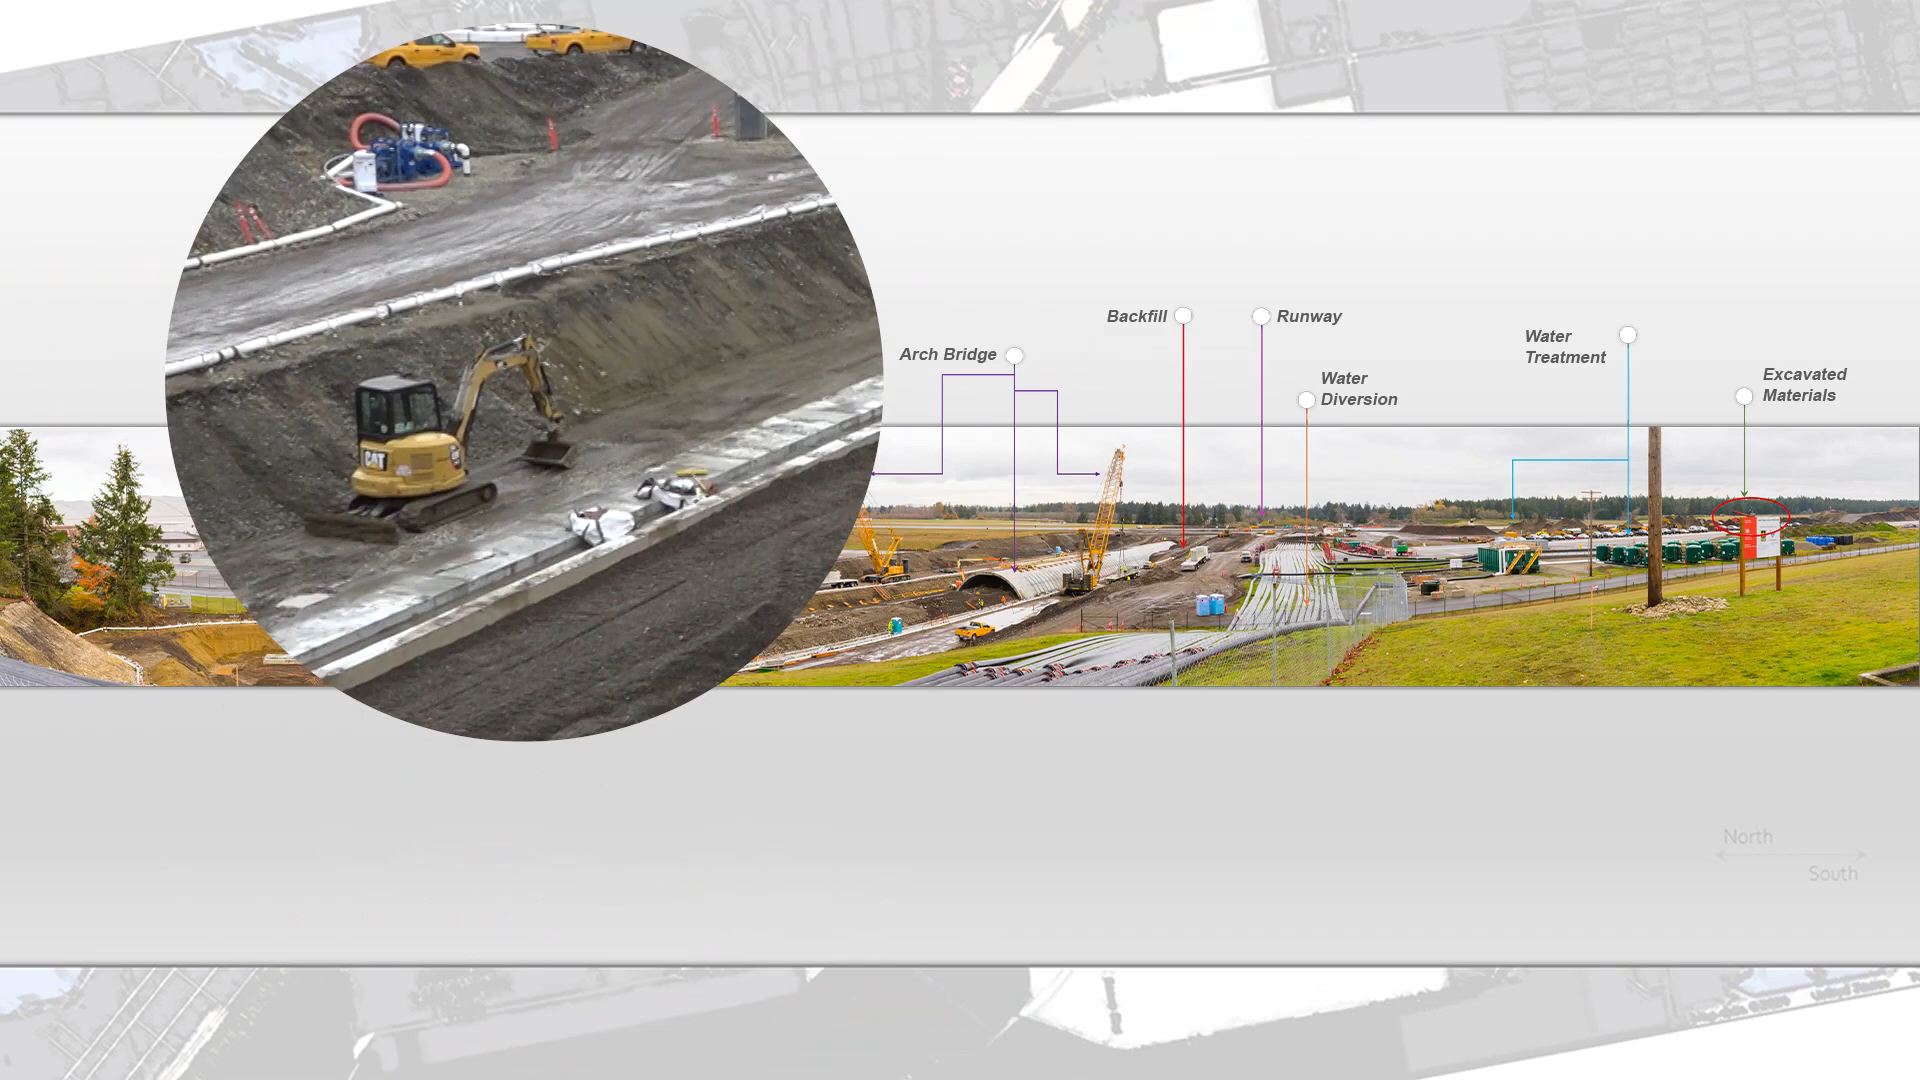 Backfill
Runway
Arch Bridge
Water
Treatment
Water
Diversion
Excavated
Materials
CAT
North
South